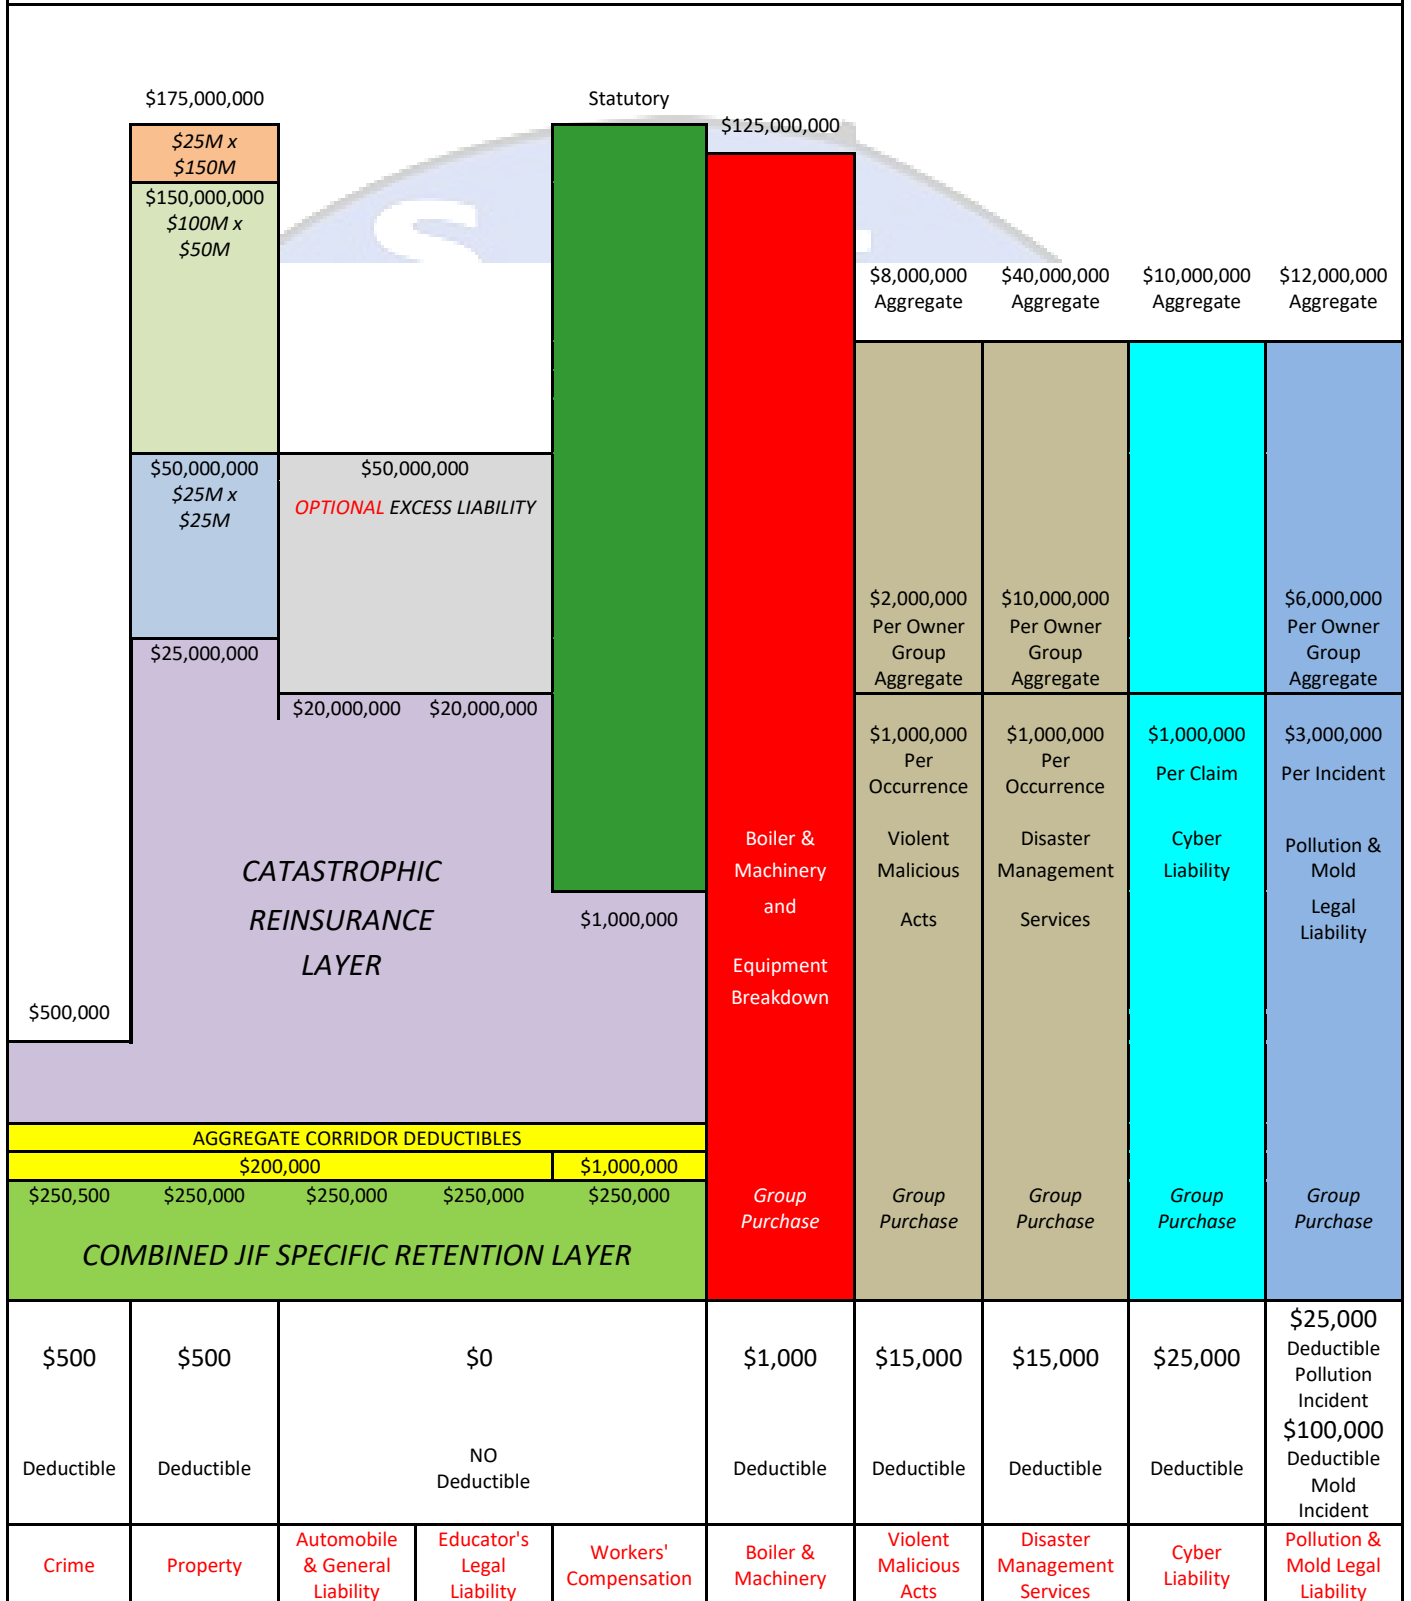 $175,000,000
Statutory
$125,000,000
$25M x
$150M
$150,000,000
$100M x
$50M
S
$8,000,000
Aggregate
$40,000,000
Aggregate
$10,000,000
Aggregate
$12,000,000
Aggregate
$50,000,000
$25M x
$25M
$50,000,000
OPTIONAL EXCESS LIABILITY
$2,000,000
Per Owner
Group
Aggregate
$10,000,000
Per Owner
Group
Aggregate
$6,000,000
Per Owner
Group
Aggregate
$25,000,000
$20,000,000
$20,000,000
$1,000,000
Per
Occurrence
$1,000,000
Per
Occurrence
$1,000,000
Per Claim
$3,000,000
Per Incident
CATASTROPHIC
REINSURANCE
LAYER
$1,000,000
Boiler &
Machinery
and
Equipment
Breakdown
Violent
Malicious
Acts
Disaster
Management
Services
Cyber
Liability
Pollution &
Mold
Legal
Liability
$500,000
AGGREGATE CORRIDOR DEDUCTIBLES
$200,000
$1,000,000
$250,500
$250,000
$250,000
$250,000
$250,000
COMBINED JIF SPECIFIC RETENTION LAYER
Group
Purchase
Group
Purchase
Group
Purchase
Group
Purchase
Group
Purchase
$500
Deductible
$500
Deductible
$0
NO
Deductible
$1,000
Deductible
$15,000
Deductible
$15,000
Deductible
$25,000
Deductible
$25,000
Deductible
Pollution
Incident
$100,000
Deductible
Mold
Incident
Crime
Property
Automobile
& General
Liability
Educator's
Legal
Liability
Workers'
Compensation
Boiler &
Machinery
Violent
Malicious
Acts
Disaster
Management
Services
Cyber
Liability
Pollution &
Mold Legal
Liability